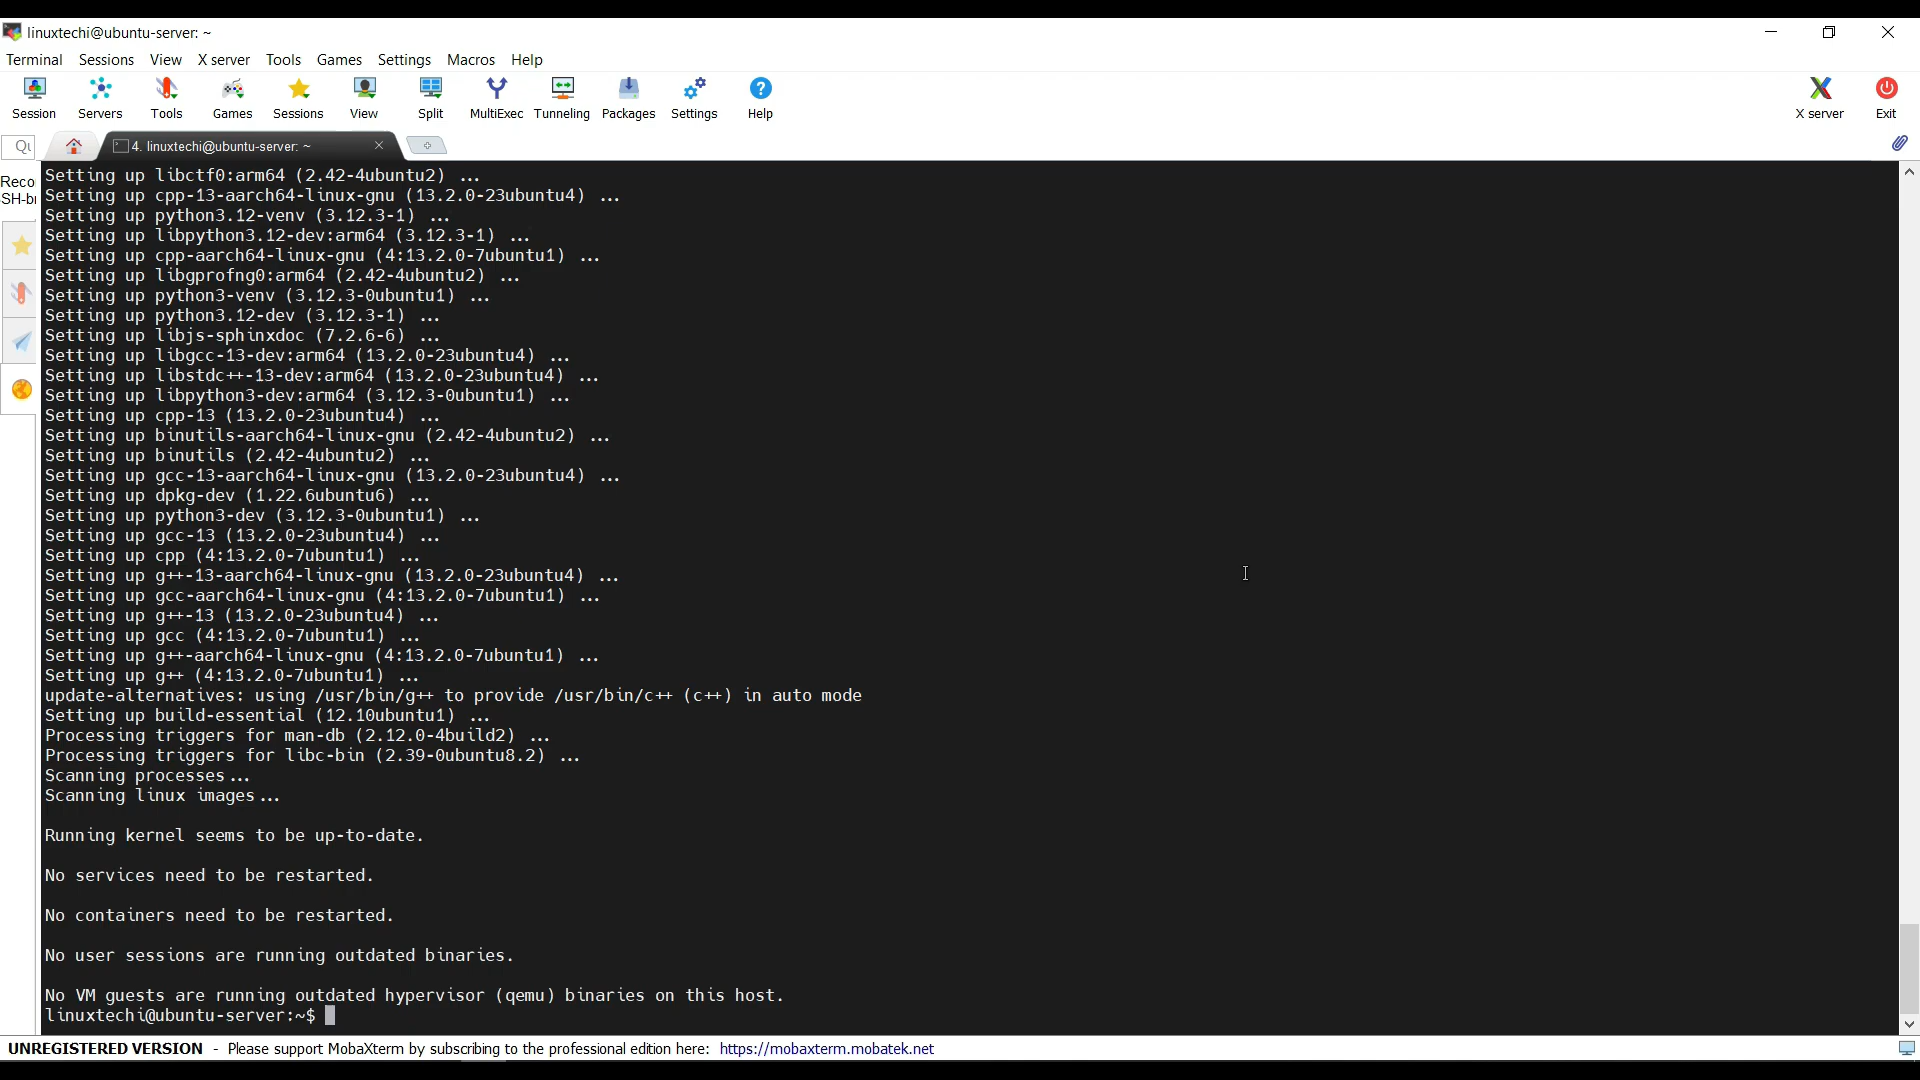 linuxtechi@ubuntu-server: ~
Terminal Sessions View X server Tools Games Settings Macros Help
Session Servers Tools Games Sessions View Split MultiExec Tunneling Packages Settings Help X server Exit
4. linuxtechi@ubuntu-server: ~
Setting up libctf0:arm64 (2.42-4ubuntu2) ...
Setting up cpp-13-aarch64-linux-gnu (13.2.0-23ubuntu4) ...
Setting up python3.12-venv (3.12.3-1) ...
Setting up libpython3.12-dev:arm64 (3.12.3-1) ...
Setting up cpp-aarch64-linux-gnu (4:13.2.0-7ubuntu1) ...
Setting up libgprofng0:arm64 (2.42-4ubuntu2) ...
Setting up python3-venv (3.12.3-0ubuntu1) ...
Setting up python3.12-dev (3.12.3-1) ...
Setting up libjs-sphinxdoc (7.2.6-6) ...
Setting up libgcc-13-dev:arm64 (13.2.0-23ubuntu4) ...
Setting up libstdc++-13-dev:arm64 (13.2.0-23ubuntu4) ...
Setting up libpython3-dev:arm64 (3.12.3-0ubuntu1) ...
Setting up cpp-13 (13.2.0-23ubuntu4) ...
Setting up binutils-aarch64-linux-gnu (2.42-4ubuntu2) ...
Setting up binutils (2.42-4ubuntu2) ...
Setting up gcc-13-aarch64-linux-gnu (13.2.0-23ubuntu4) ...
Setting up dpkg-dev (1.22.6ubuntu6) ...
Setting up python3-dev (3.12.3-0ubuntu1) ...
Setting up gcc-13 (13.2.0-23ubuntu4) ...
Setting up cpp (4:13.2.0-7ubuntu1) ...
Setting up g++-13-aarch64-linux-gnu (13.2.0-23ubuntu4) ...
Setting up gcc-aarch64-linux-gnu (4:13.2.0-7ubuntu1) ...
Setting up g++-13 (13.2.0-23ubuntu4) ...
Setting up gcc (4:13.2.0-7ubuntu1) ...
Setting up g++-aarch64-linux-gnu (4:13.2.0-7ubuntu1) ...
Setting up g++ (4:13.2.0-7ubuntu1) ...
update-alternatives: using /usr/bin/g++ to provide /usr/bin/c++ (c++) in auto mode
Setting up build-essential (12.10ubuntu1) ...
Processing triggers for man-db (2.12.0-4build2) ...
Processing triggers for libc-bin (2.39-0ubuntu8.2) ...
Scanning processes...
Scanning linux images...
Running kernel seems to be up-to-date.
No services need to be restarted.
No containers need to be restarted.
No user sessions are running outdated binaries.
No VM guests are running outdated hypervisor (qemu) binaries on this host.
linuxtechi@ubuntu-server:~$
UNREGISTERED VERSION - Please support MobaXterm by subscribing to the professional edition here: https://mobaxterm.mobatek.net